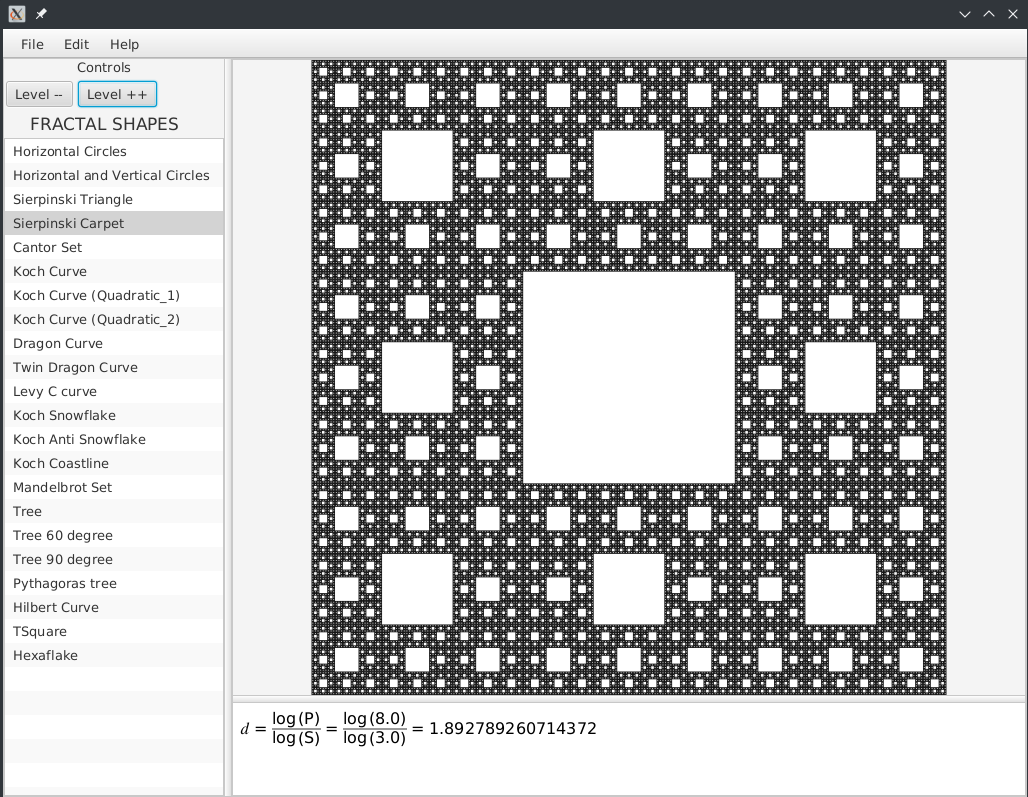 File Edit Help
Controls
Level -- Level ++
FRACTAL SHAPES
Horizontal Circles
Horizontal and Vertical Circles
Sierpinski Triangle
Sierpinski Carpet
Cantor Set
Koch Curve
Koch Curve (Quadratic_1)
Koch Curve (Quadratic_2)
Dragon Curve
Twin Dragon Curve
Levy C curve
Koch Snowflake
Koch Anti Snowflake
Koch Coastline
Mandelbrot Set
Tree
Tree 60 degree
Tree 90 degree
Pythagoras tree
Hilbert Curve
TSquare
Hexaflake
d = log(P)/log(S) = log(8.0)/log(3.0) = 1.892789260714372